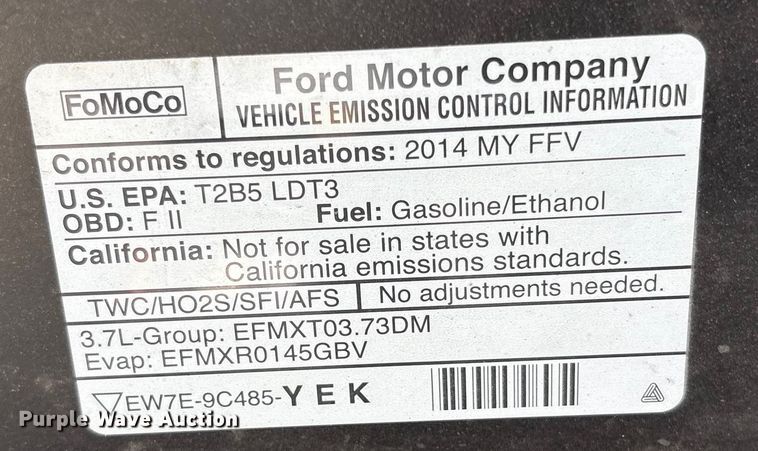 FoMoCo
Ford Motor Company
VEHICLE EMISSION CONTROL INFORMATION
Conforms to regulations: 2014 MY FFV
U.S. EPA: T2B5 LDT3
OBD: F II Fuel: Gasoline/Ethanol
California: Not for sale in states with
California emissions standards.
TWC/HO2S/SFI/AFS No adjustments needed.
3.7L-Group: EFMXT03.73DM
Evap: EFMXR0145GBV
EW7E-9C485-YEK
Purple Wave Auction